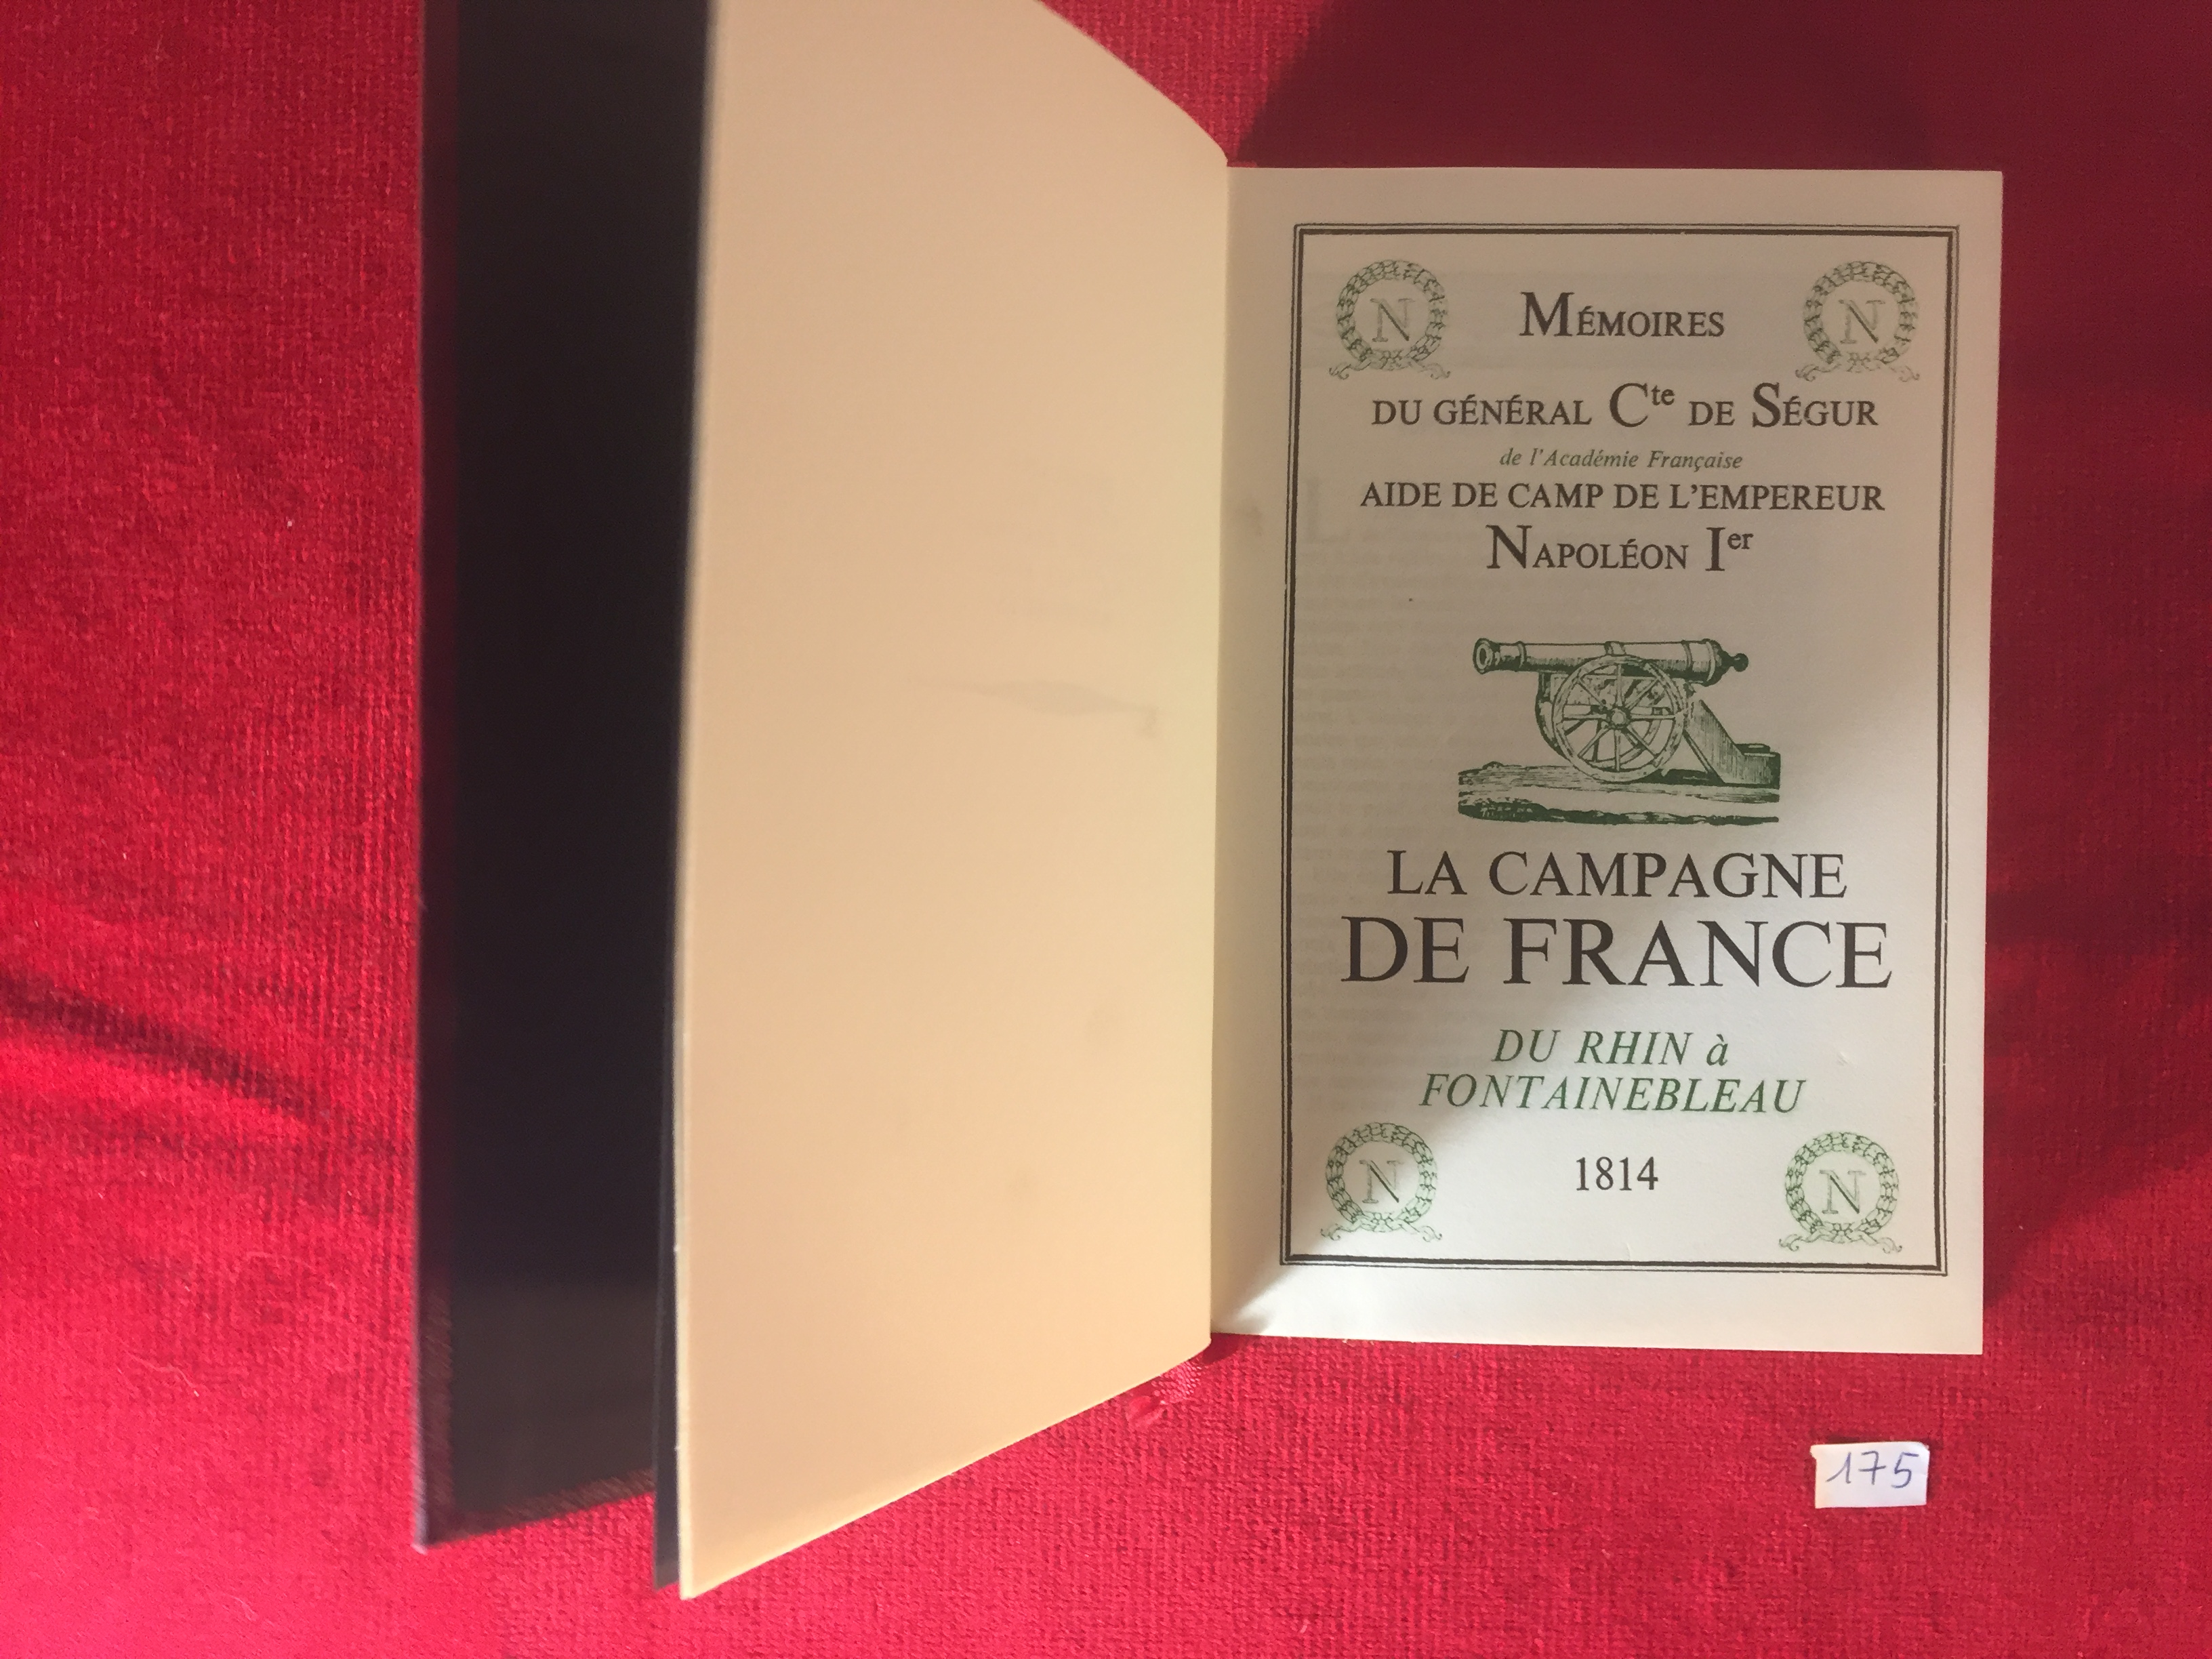 N
MÉMOIRES
N
DU GÉNÉRAL Cte DE SÉGUR
de l'Académie Française
AIDE DE CAMP DE L'EMPEREUR
NAPOLÉON Ier
LA CAMPAGNE
DE FRANCE
DU RHIN à
FONTAINEBLEAU
N
1814
N
175